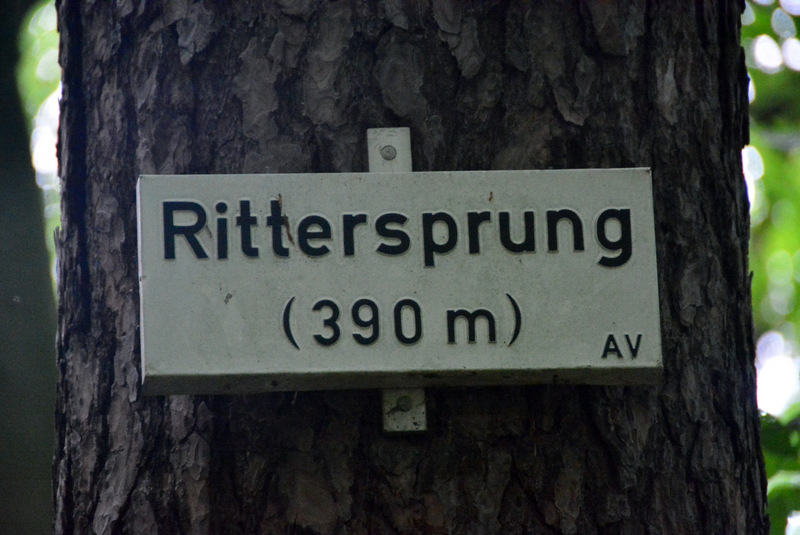 Rittersprung
(390 m)
AV